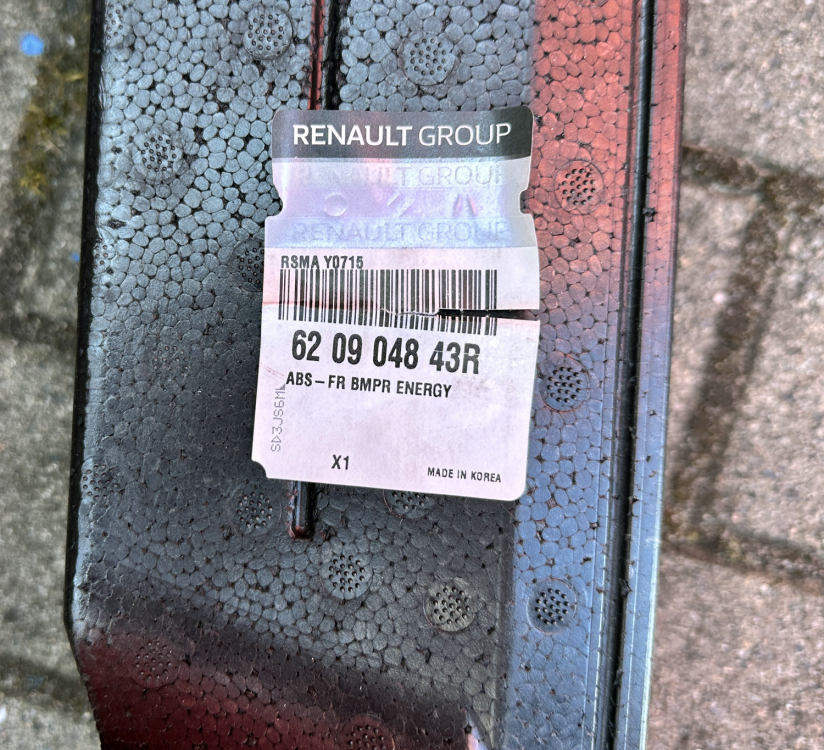 RENAULT GROUP
RENAULT GROUP
RENAULT GROUP
RSMA Y0715
62 09 048 43R
ABS-FR BMPR ENERGY
X1
MADE IN KOREA